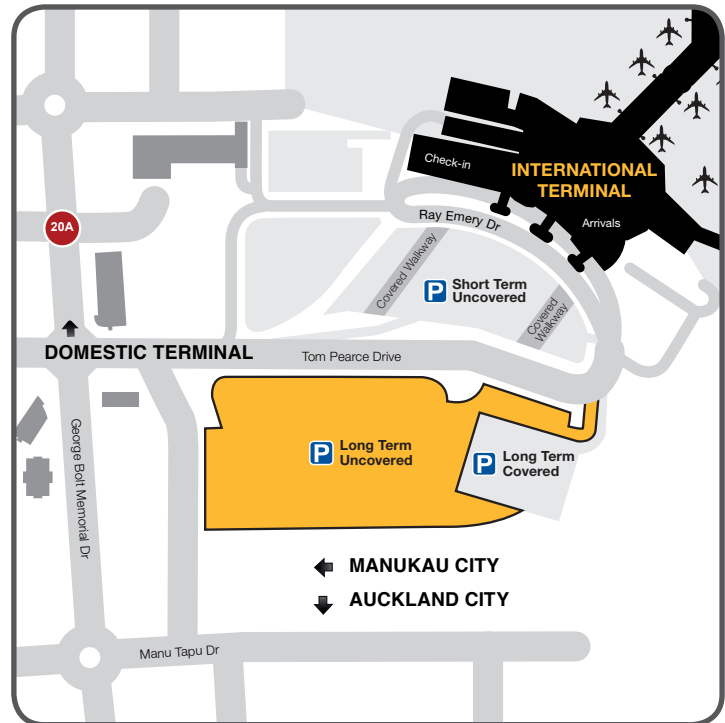 Check-in
INTERNATIONAL
TERMINAL
Arrivals
Ray Emery Dr
20A
Covered Walkway
P
Short Term
Uncovered
Covered
Walkway
DOMESTIC TERMINAL
Tom Pearce Drive
George Bolt Memorial Dr
P
Long Term
Uncovered
P
Long Term
Covered
MANUKAU CITY
AUCKLAND CITY
Manu Tapu Dr